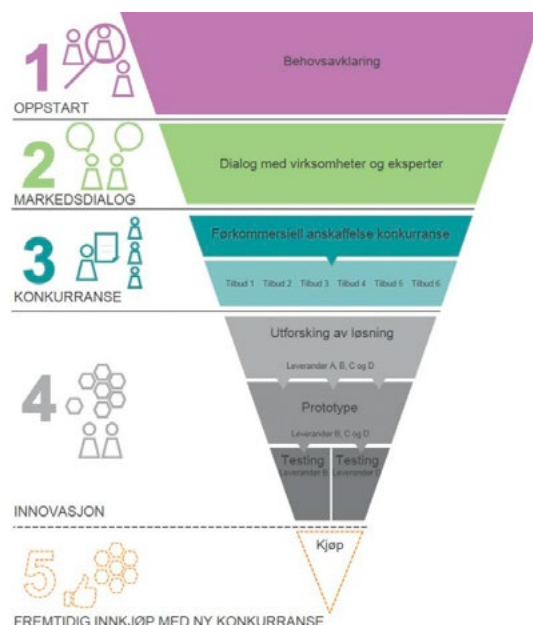 1
OPPSTART
Behovsavklaring
2
MARKEDSDIALOG
Dialog med virksomheter og eksperter
3
KONKURRANSE
Førkommersiell anskaffelse konkurranse
Tilbud 1 Tilbud 2 Tilbud 3 Tilbud 4 Tilbud 5 Tilbud 6
4
INNOVASJON
Utforsking av løsning
Leverandør A, B, C og D
Prototype
Leverandør B, C og D
Testing Testing
Leverandør B Leverandør D
5
Kjøp
FREMTIDIG INNKJØP MED NY KONKURRANSE